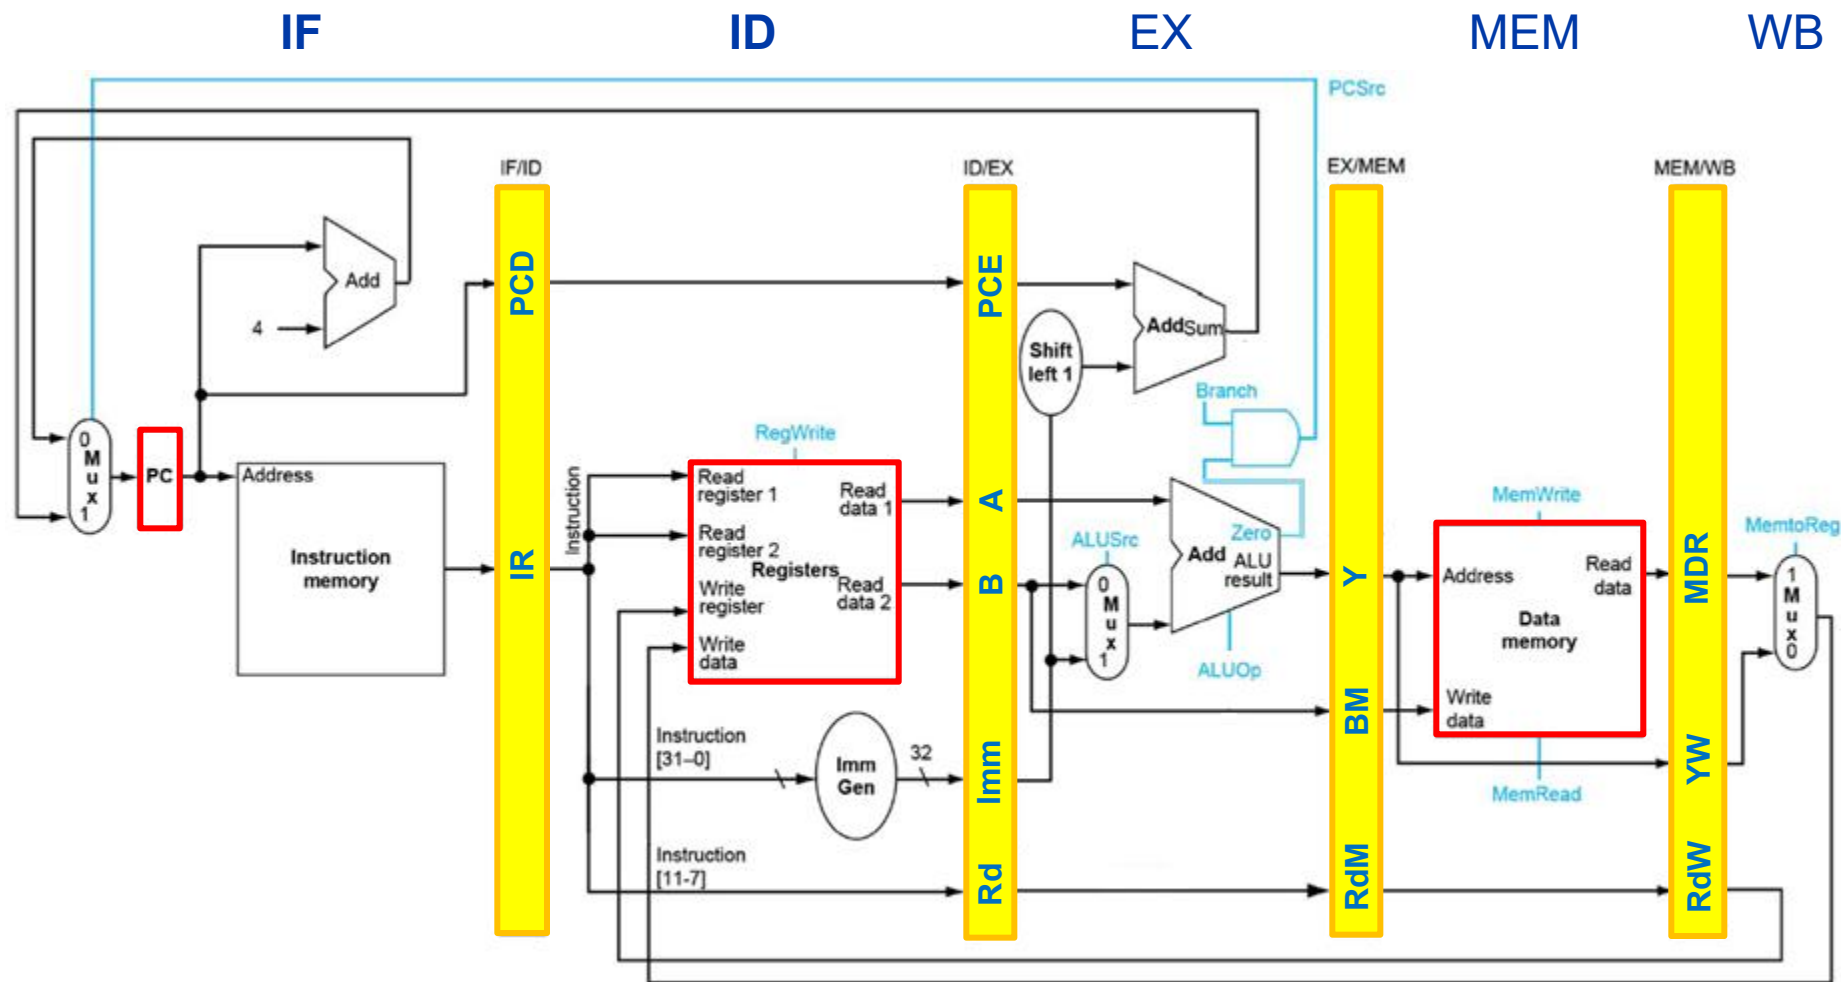 IF
ID
EX
MEM
WB
PCSrc
IF/ID
ID/EX
EX/MEM
MEM/WB
Add
4
PCD
PCE
Shift
left 1
AddSum
Branch
0
M
u
x
1
PC
Address
Instruction
memory
IR
Instruction
RegWrite
Read
register 1
Read
register 2
Registers
Write
register
Write
data
Read
data 1
Read
data 2
A
B
ALUSrc
0
M
u
x
1
Zero
Add
ALU
result
ALUOp
Y
BM
MemWrite
Address
Read
data
Data
memory
Write
data
MemRead
MDR
YW
MemtoReg
1
M
u
x
0
Instruction
[31–0]
Imm
Gen
32
Imm
Instruction
[11-7]
Rd
RdM
RdW